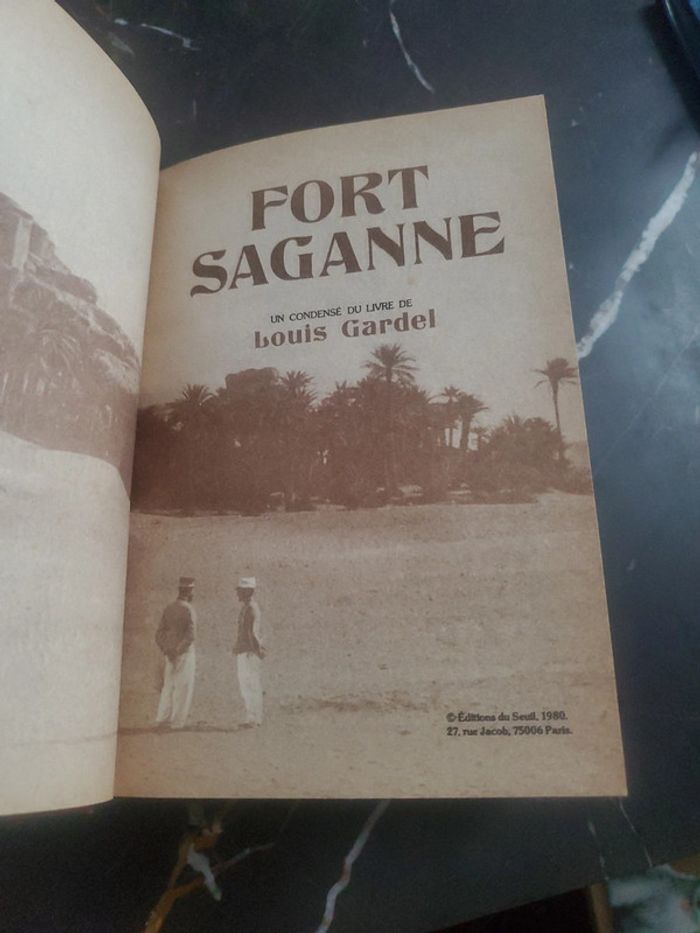 FORT
SAGANNE
UN CONDENSÉ DU LIVRE DE
Louis Gardel
© Éditions du Seuil, 1980.
27, rue Jacob, 75006 Paris.